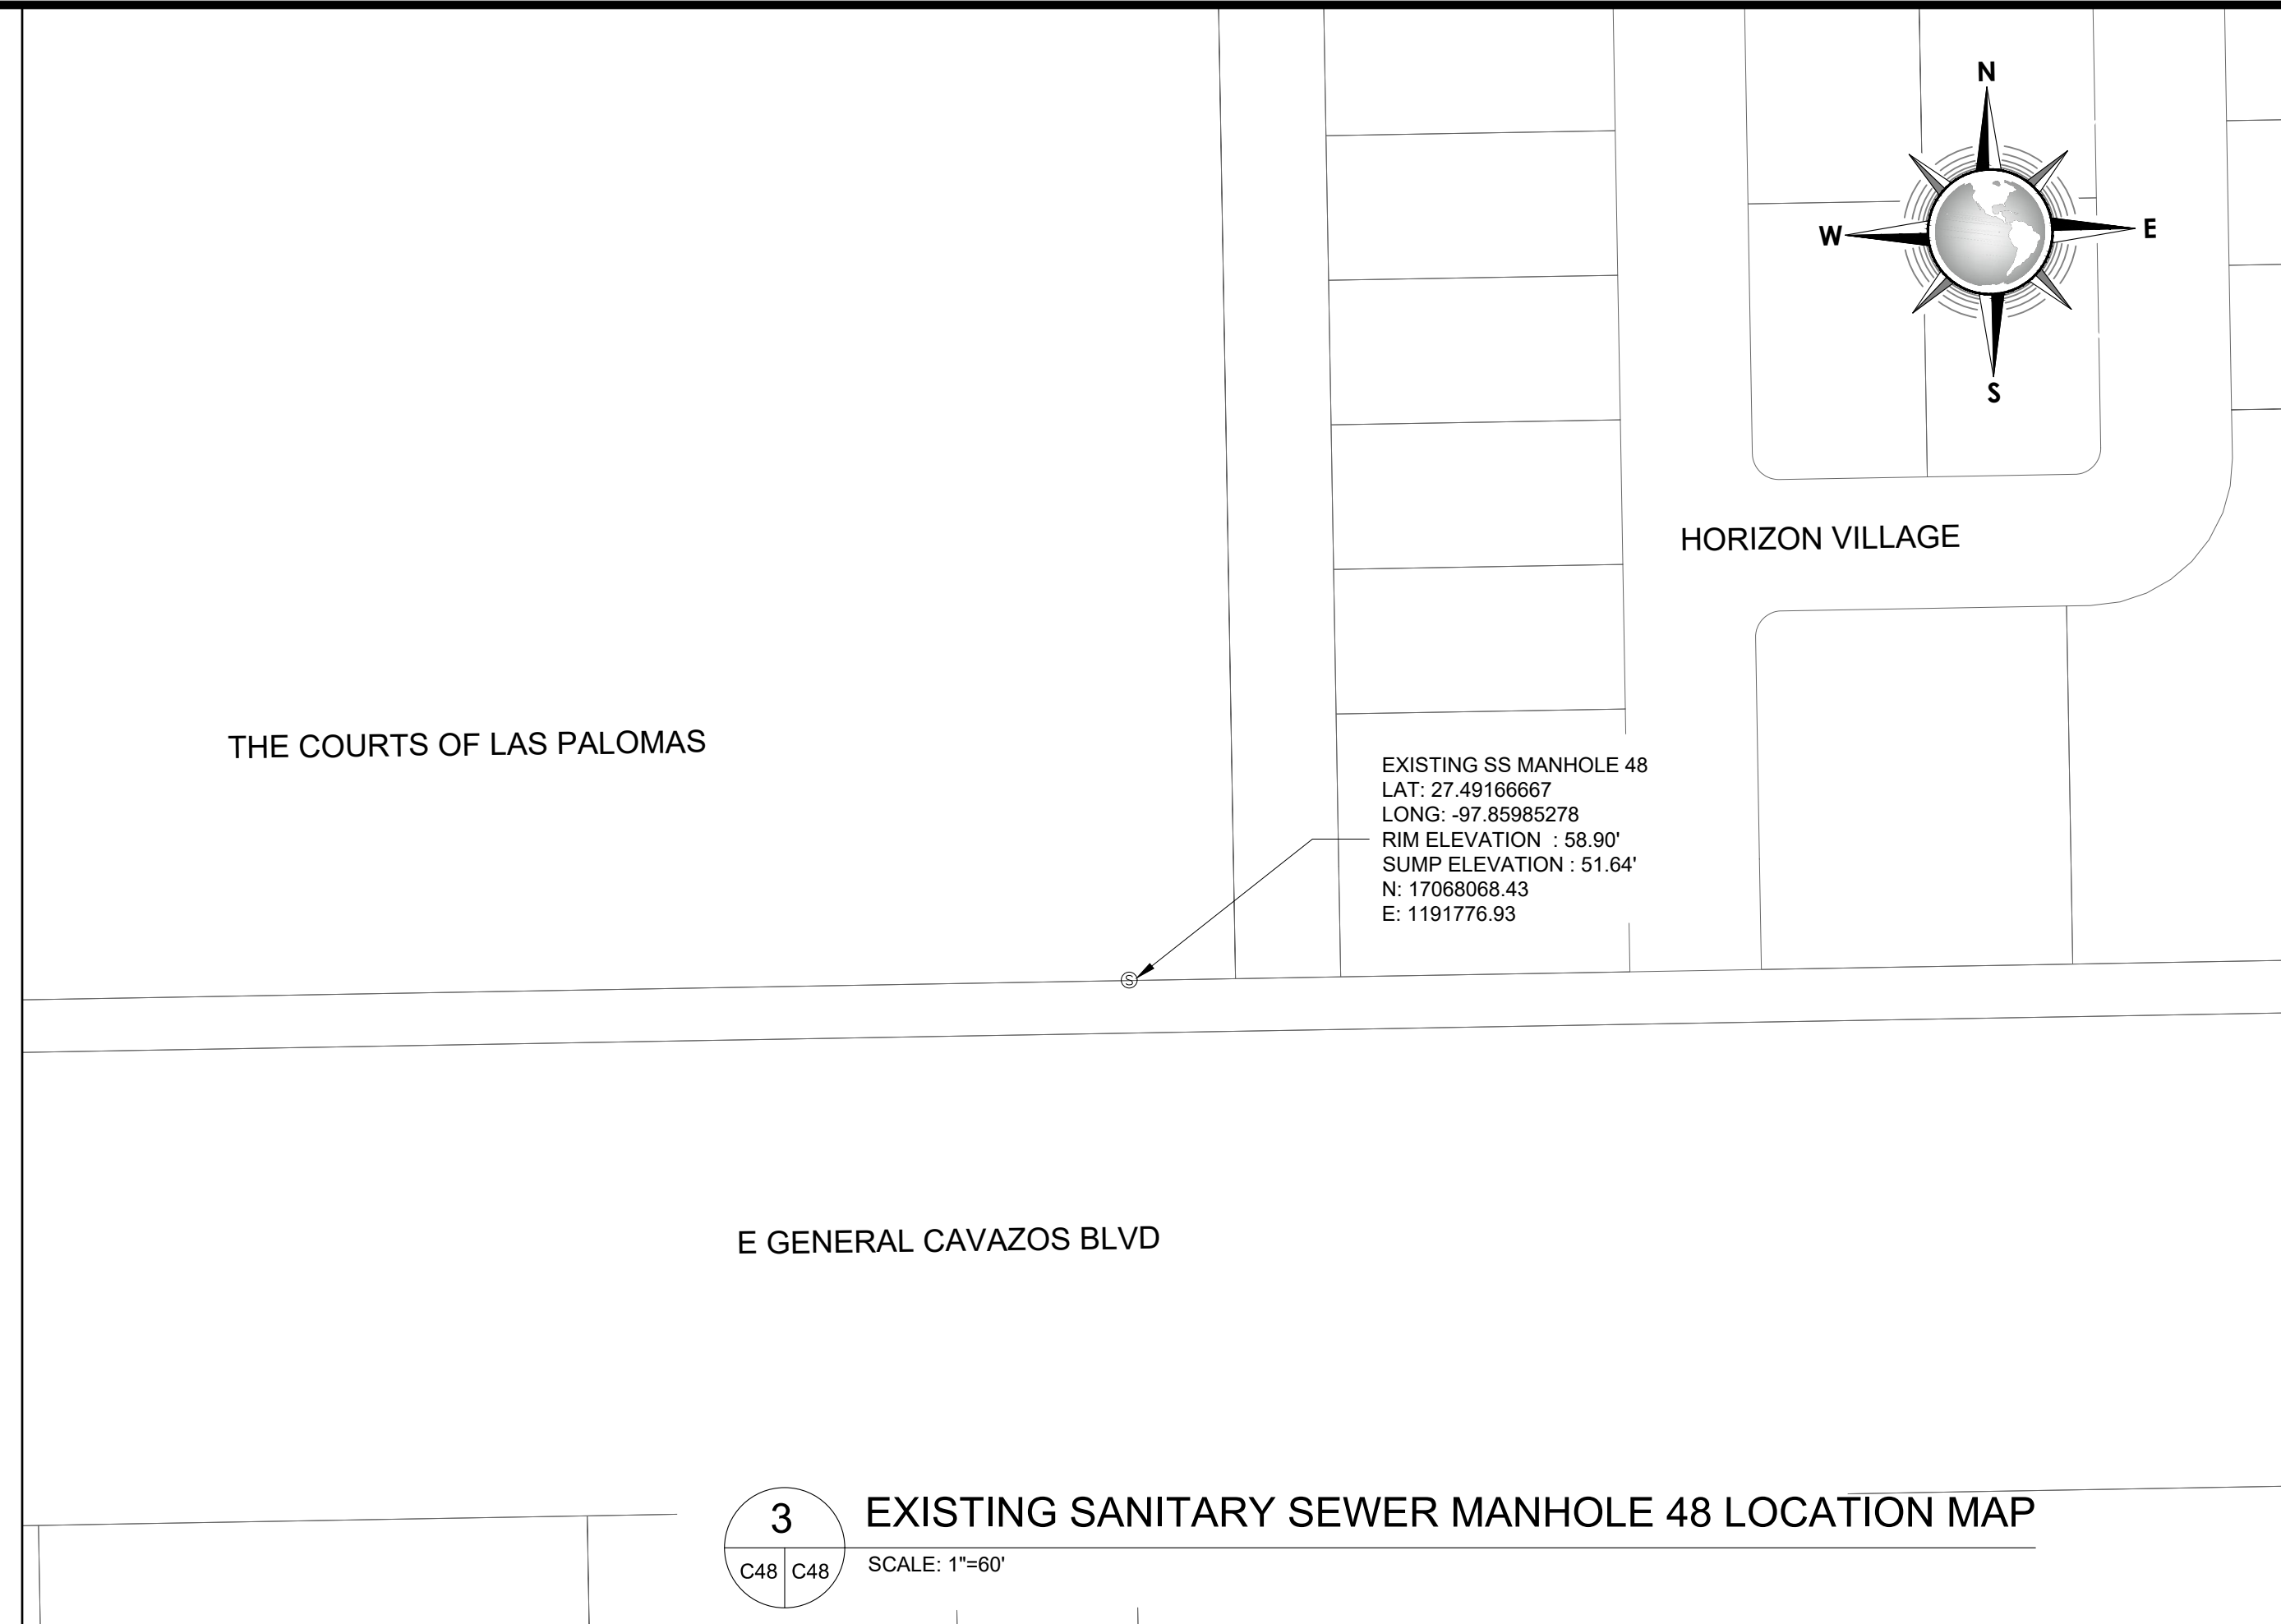 N
W
E
S
HORIZON VILLAGE
THE COURTS OF LAS PALOMAS
EXISTING SS MANHOLE 48
LAT: 27.49166667
LONG: -97.85985278
RIM ELEVATION : 58.90'
SUMP ELEVATION : 51.64'
N: 17068068.43
E: 1191776.93
S
E GENERAL CAVAZOS BLVD
3
EXISTING SANITARY SEWER MANHOLE 48 LOCATION MAP
C48 C48
SCALE: 1"=60'